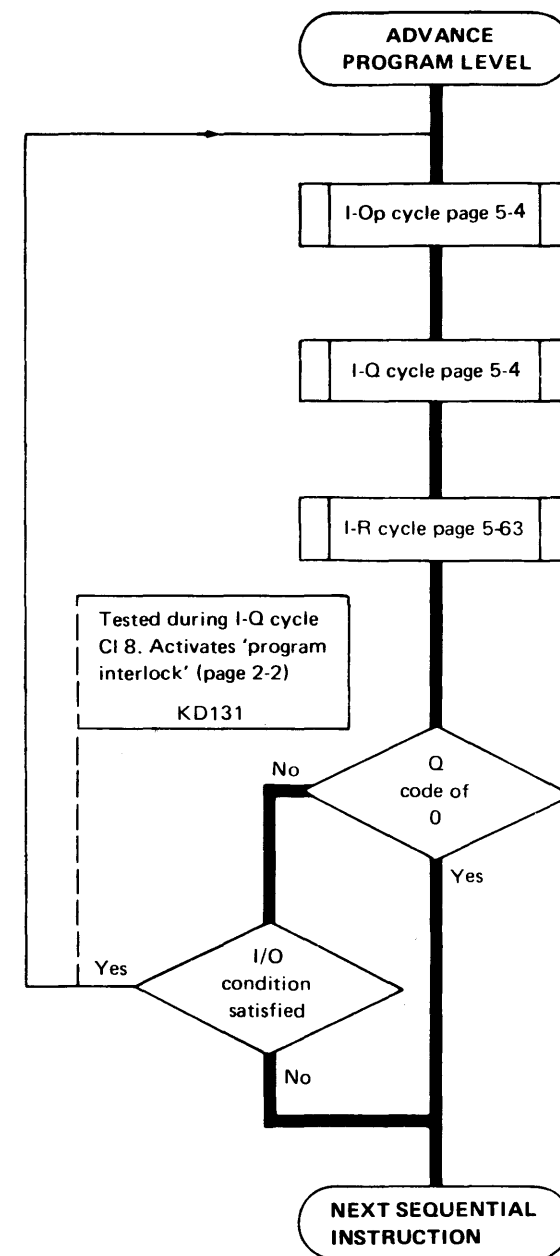 ADVANCE
PROGRAM LEVEL
I-Op cycle page 5-4
I-Q cycle page 5-4
I-R cycle page 5-63
Tested during I-Q cycle
CI 8. Activates ‘program
interlock’ (page 2-2)
KD131
No
Q
code of
0
Yes
Yes
I/O
condition
satisfied
No
NEXT SEQUENTIAL
INSTRUCTION